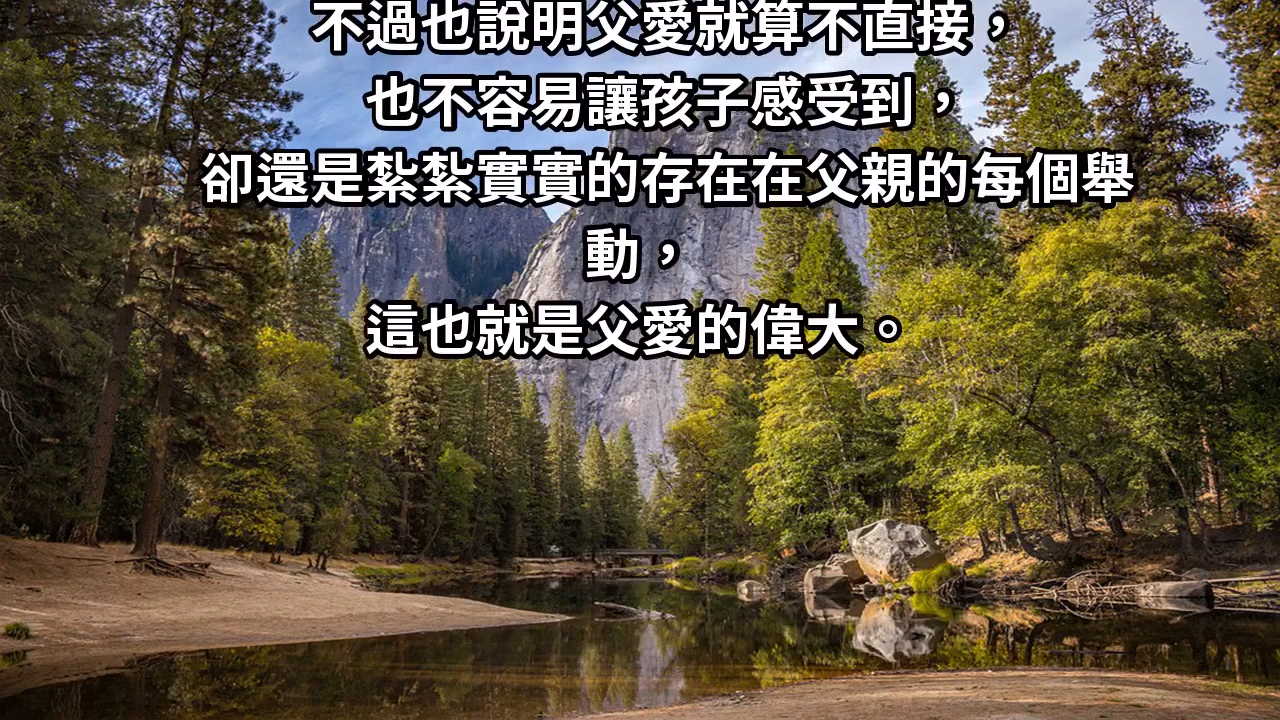 不過也說明父愛就算不直接，
也不容易讓孩子感受到，
卻還是紮紮實實的存在在父親的每個舉
動，
這也就是父愛的偉大。